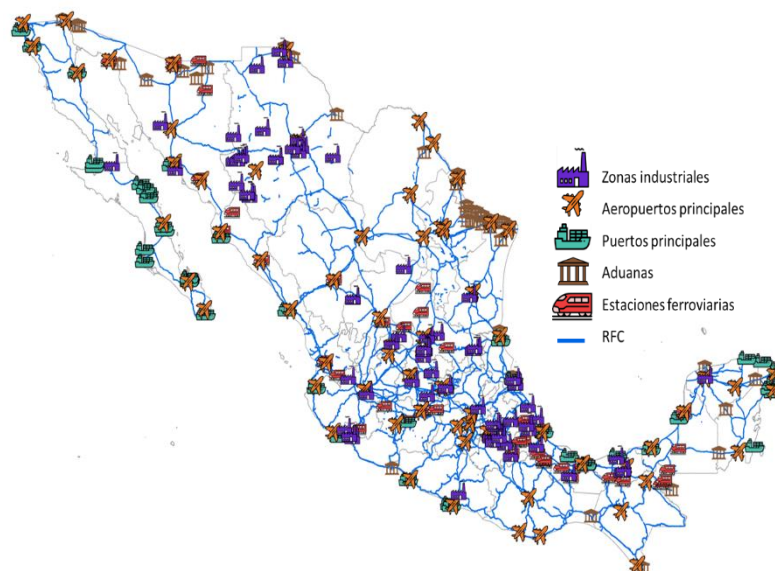 Zonas industriales
Aeropuertos principales
Puertos principales
Aduanas
Estaciones ferroviarias
RFC